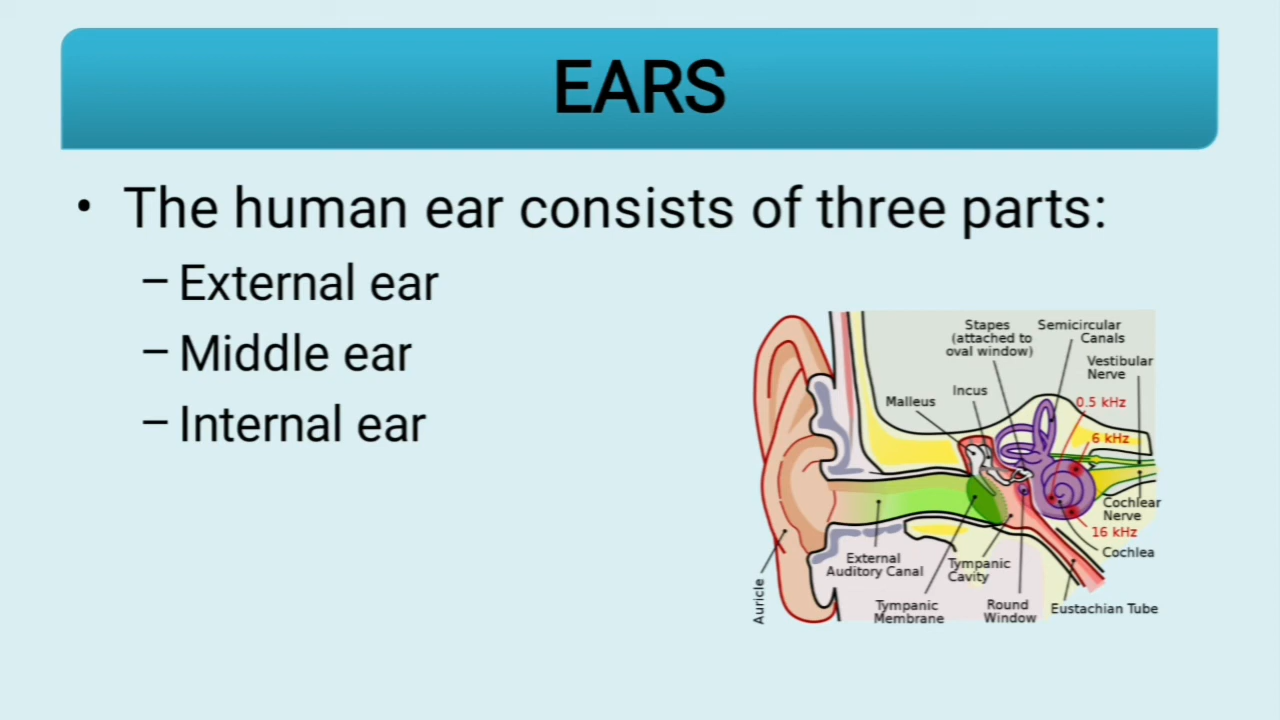 EARS
• The human ear consists of three parts:
– External ear
– Middle ear
– Internal ear
Stapes
(attached to
oval window)
Semicircular
Canals
Vestibular
Nerve
Incus
Malleus
0.5 kHz
6 kHz
Cochlear
Nerve
16 kHz
Cochlea
External
Auditory Canal
Tympanic
Cavity
Auricle
Tympanic
Membrane
Round
Window
Eustachian Tube